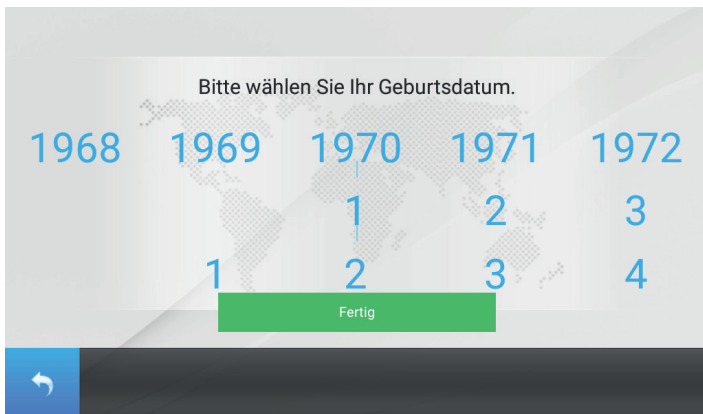 Bitte wählen Sie Ihr Geburtsdatum.
1968 1969 1970 1971 1972
1 2 3
1 2 3 4
Fertig